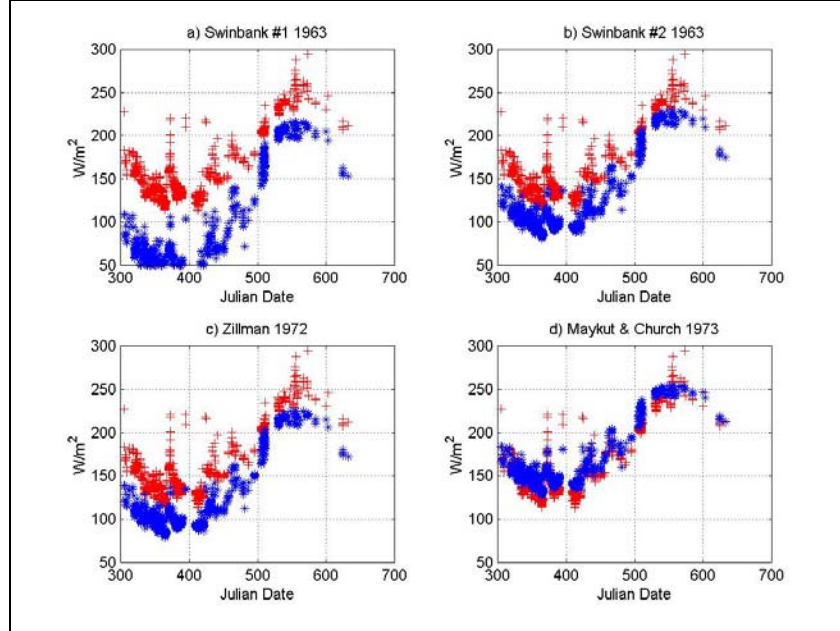 a) Swinbank #1 1963
300
250
200
150
100
50
W/m²
300 400 500 600 700
Julian Date
b) Swinbank #2 1963
300
250
200
150
100
50
W/m²
300 400 500 600 700
Julian Date
c) Zillman 1972
300
250
200
150
100
50
W/m²
300 400 500 600 700
Julian Date
d) Maykut & Church 1973
300
250
200
150
100
50
W/m²
300 400 500 600 700
Julian Date